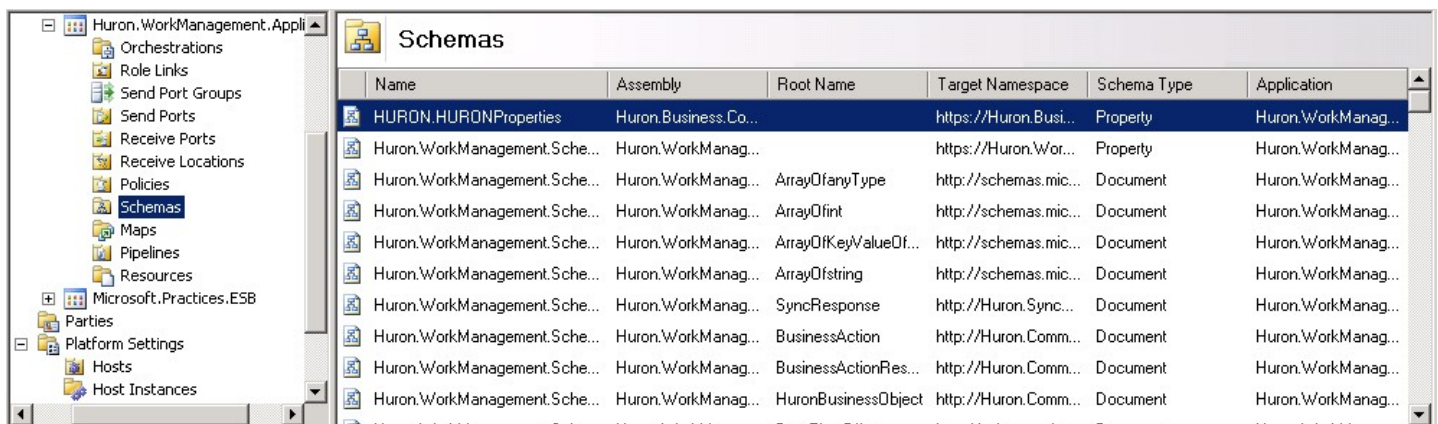 Huron.WorkManagement.Appli
Orchestrations
Role Links
Send Port Groups
Send Ports
Receive Ports
Receive Locations
Policies
Schemas
Maps
Pipelines
Resources
Microsoft.Practices.ESB
Parties
Platform Settings
Hosts
Host Instances
Schemas
Name Assembly Root Name Target Namespace Schema Type Application
HURON.HURONProperties Huron.Business.Co... https://Huron.Busi... Property Huron.WorkManag...
Huron.WorkManagement.Sche... Huron.WorkManag... https://Huron.Wor... Property Huron.WorkManag...
Huron.WorkManagement.Sche... Huron.WorkManag... ArrayOfanyType http://schemas.mic... Document Huron.WorkManag...
Huron.WorkManagement.Sche... Huron.WorkManag... ArrayOfint http://schemas.mic... Document Huron.WorkManag...
Huron.WorkManagement.Sche... Huron.WorkManag... ArrayOfKeyValueOf... http://schemas.mic... Document Huron.WorkManag...
Huron.WorkManagement.Sche... Huron.WorkManag... ArrayOfstring http://schemas.mic... Document Huron.WorkManag...
Huron.WorkManagement.Sche... Huron.WorkManag... SyncResponse http://Huron.Sync... Document Huron.WorkManag...
Huron.WorkManagement.Sche... Huron.WorkManag... BusinessAction http://Huron.Comm... Document Huron.WorkManag...
Huron.WorkManagement.Sche... Huron.WorkManag... BusinessActionRes... http://Huron.Comm... Document Huron.WorkManag...
Huron.WorkManagement.Sche... Huron.WorkManag... HuronBusinessObject http://Huron.Comm... Document Huron.WorkManag...